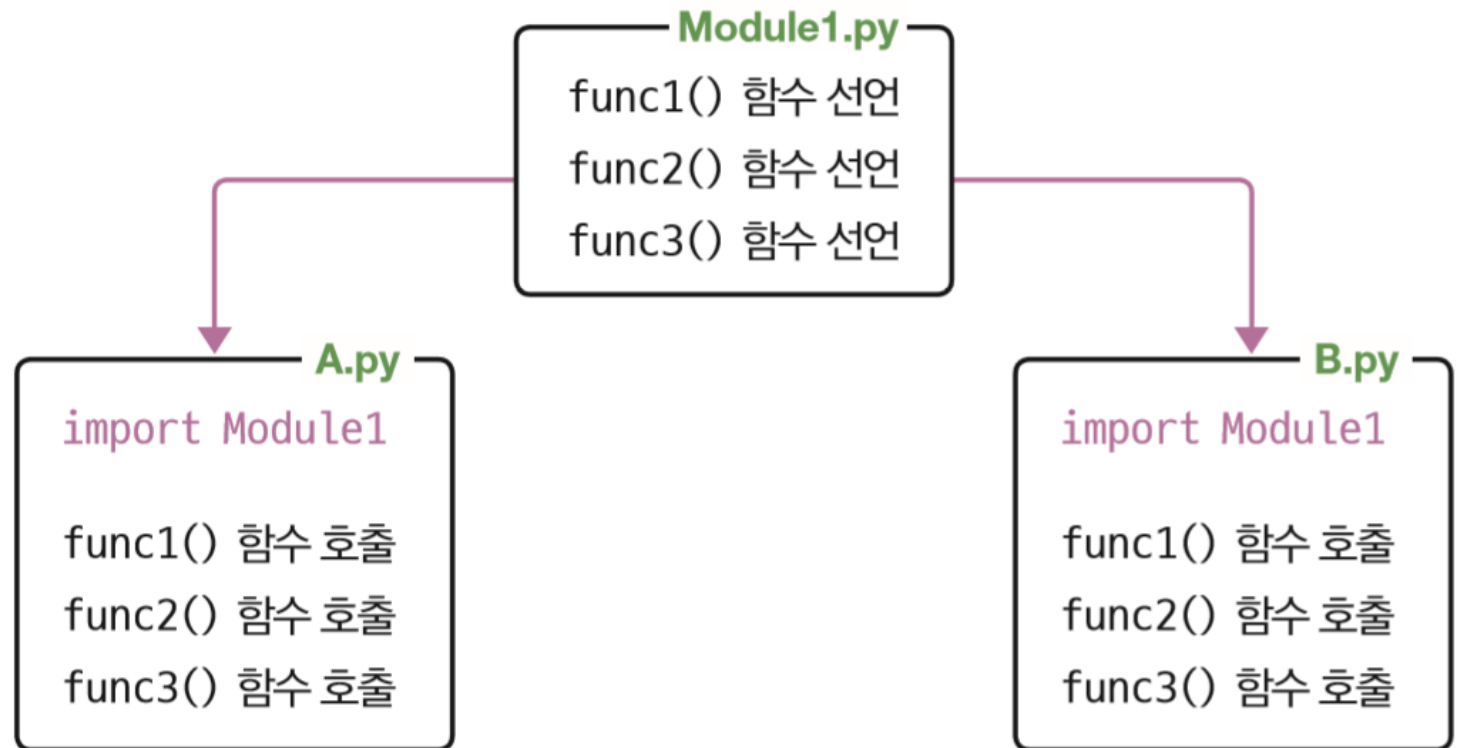 Module1.py
func1() 함수 선언
func2() 함수 선언
func3() 함수 선언
A.py
import Module1
func1() 함수 호출
func2() 함수 호출
func3() 함수 호출
B.py
import Module1
func1() 함수 호출
func2() 함수 호출
func3() 함수 호출